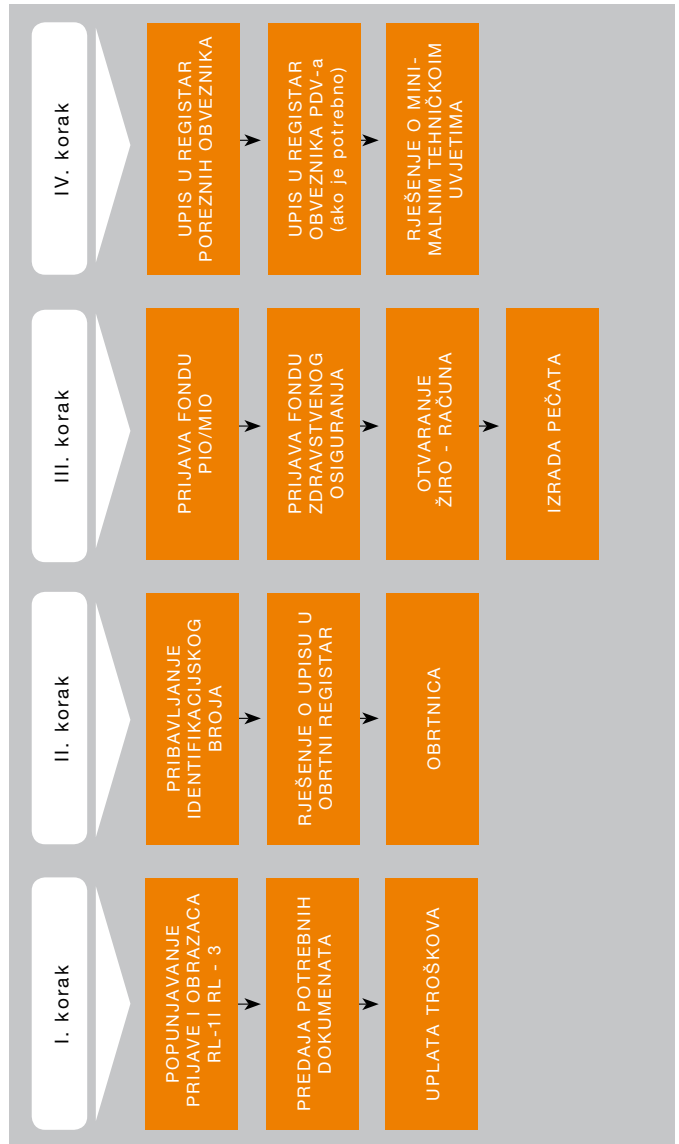 I. korak
POPUNJAVANJE
PRIJAVE I OBRAZACA
RL-1I RL - 3
PREDAJA POTREBNIH
DOKUMENATA
UPLATA TROŠKOVA
II. korak
PRIBAVLJANJE
IDENTIFIKACIJSKOG
BROJA
RJEŠENJE O UPISU U
OBRTNI REGISTAR
OBRTNICA
III. korak
PRIJAVA FONDU
PIO/MIO
PRIJAVA FONDU
ZDRAVSTVENOG
OSIGURANJA
OTVARANJE
ŽIRO - RAČUNA
IZRADA PEČATA
IV. korak
UPIS U REGISTAR
POREZNIH OBVEZNIKA
UPIS U REGISTAR
OBVEZNIKA PDV-a
(ako je potrebno)
RJEŠENJE O MINI-
MALNIM TEHNIČKOIM
UVJETIMA